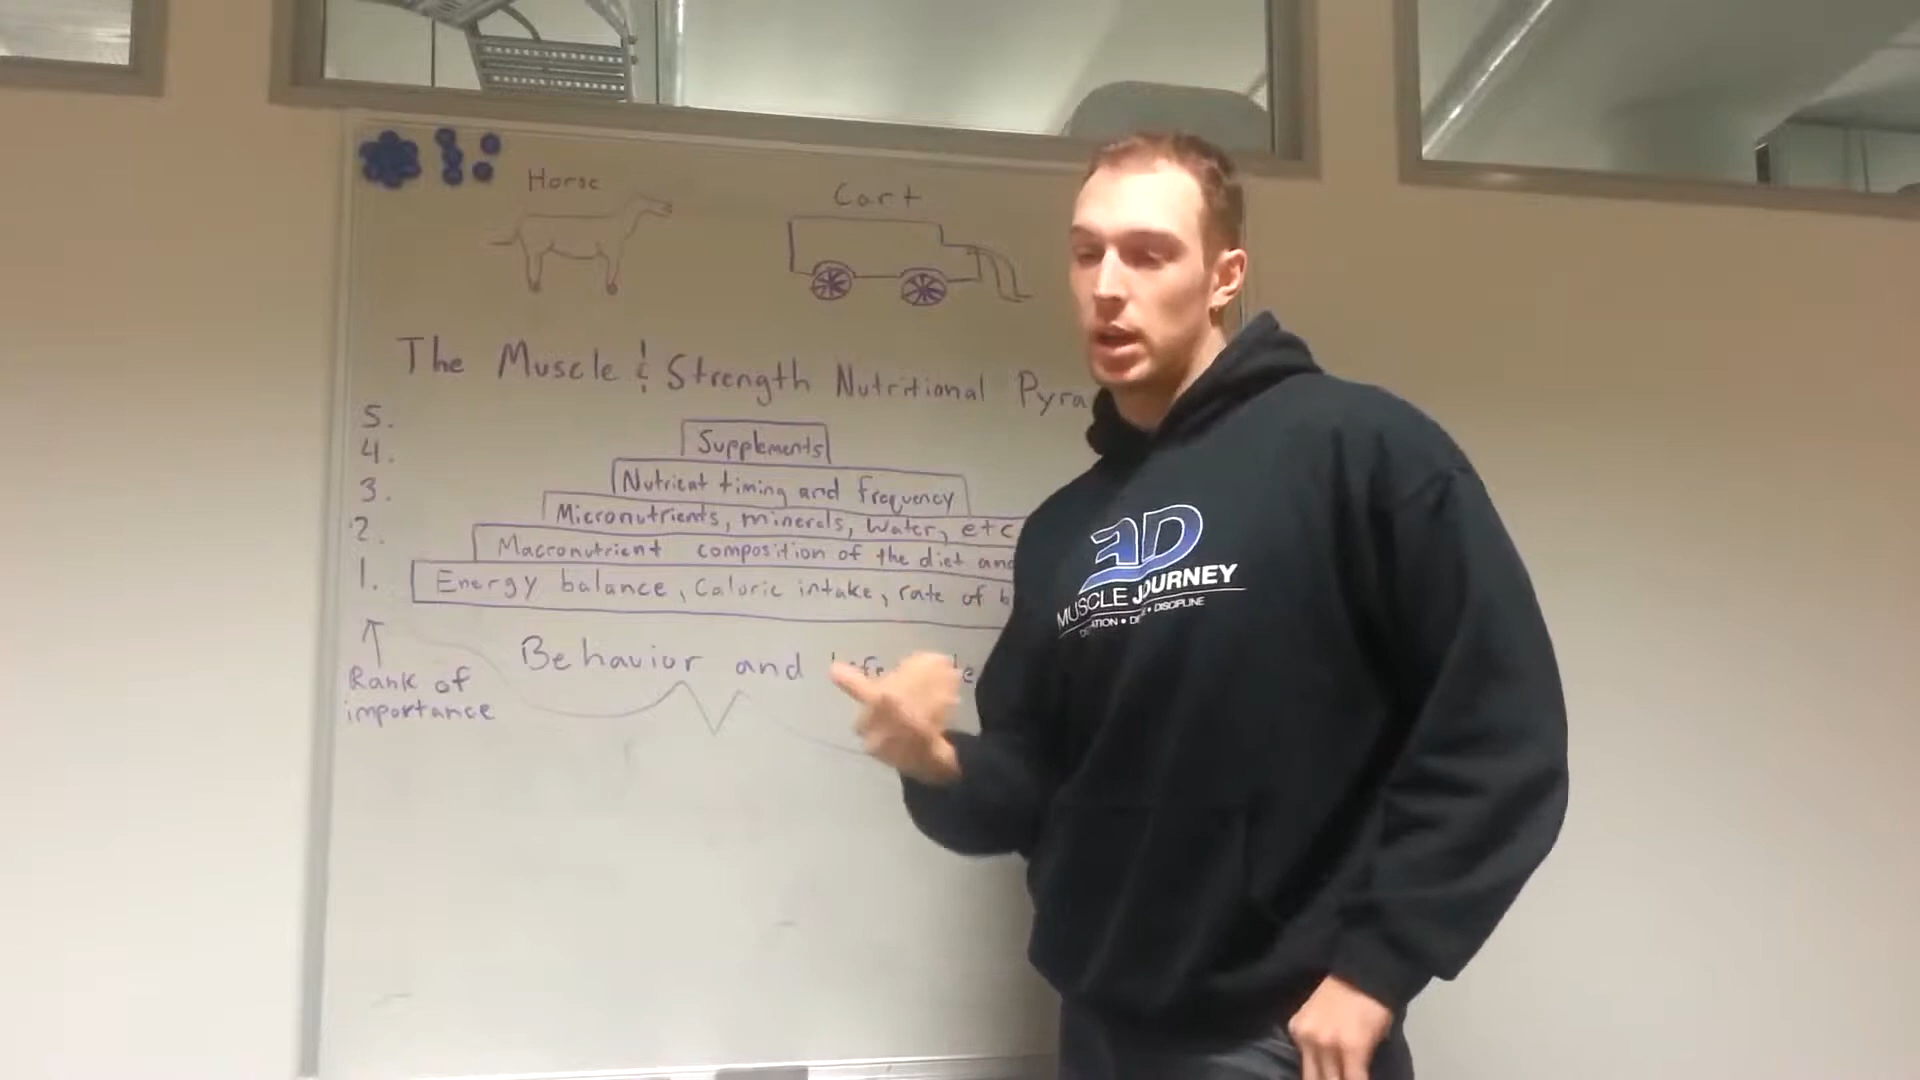 Horse
Cart
The Muscle & Strength Nutritional Pyra
5.
Supplements
4.
Nutrient timing and frequency
3.
Micronutrients, minerals, Water, etc
2.
Macronutrient composition of the diet and
1.
Energy balance, Caloric intake, rate of b
Behavior and
Rank of
importance
3D
MUSCLE JOURNEY
• DISCIPLINE